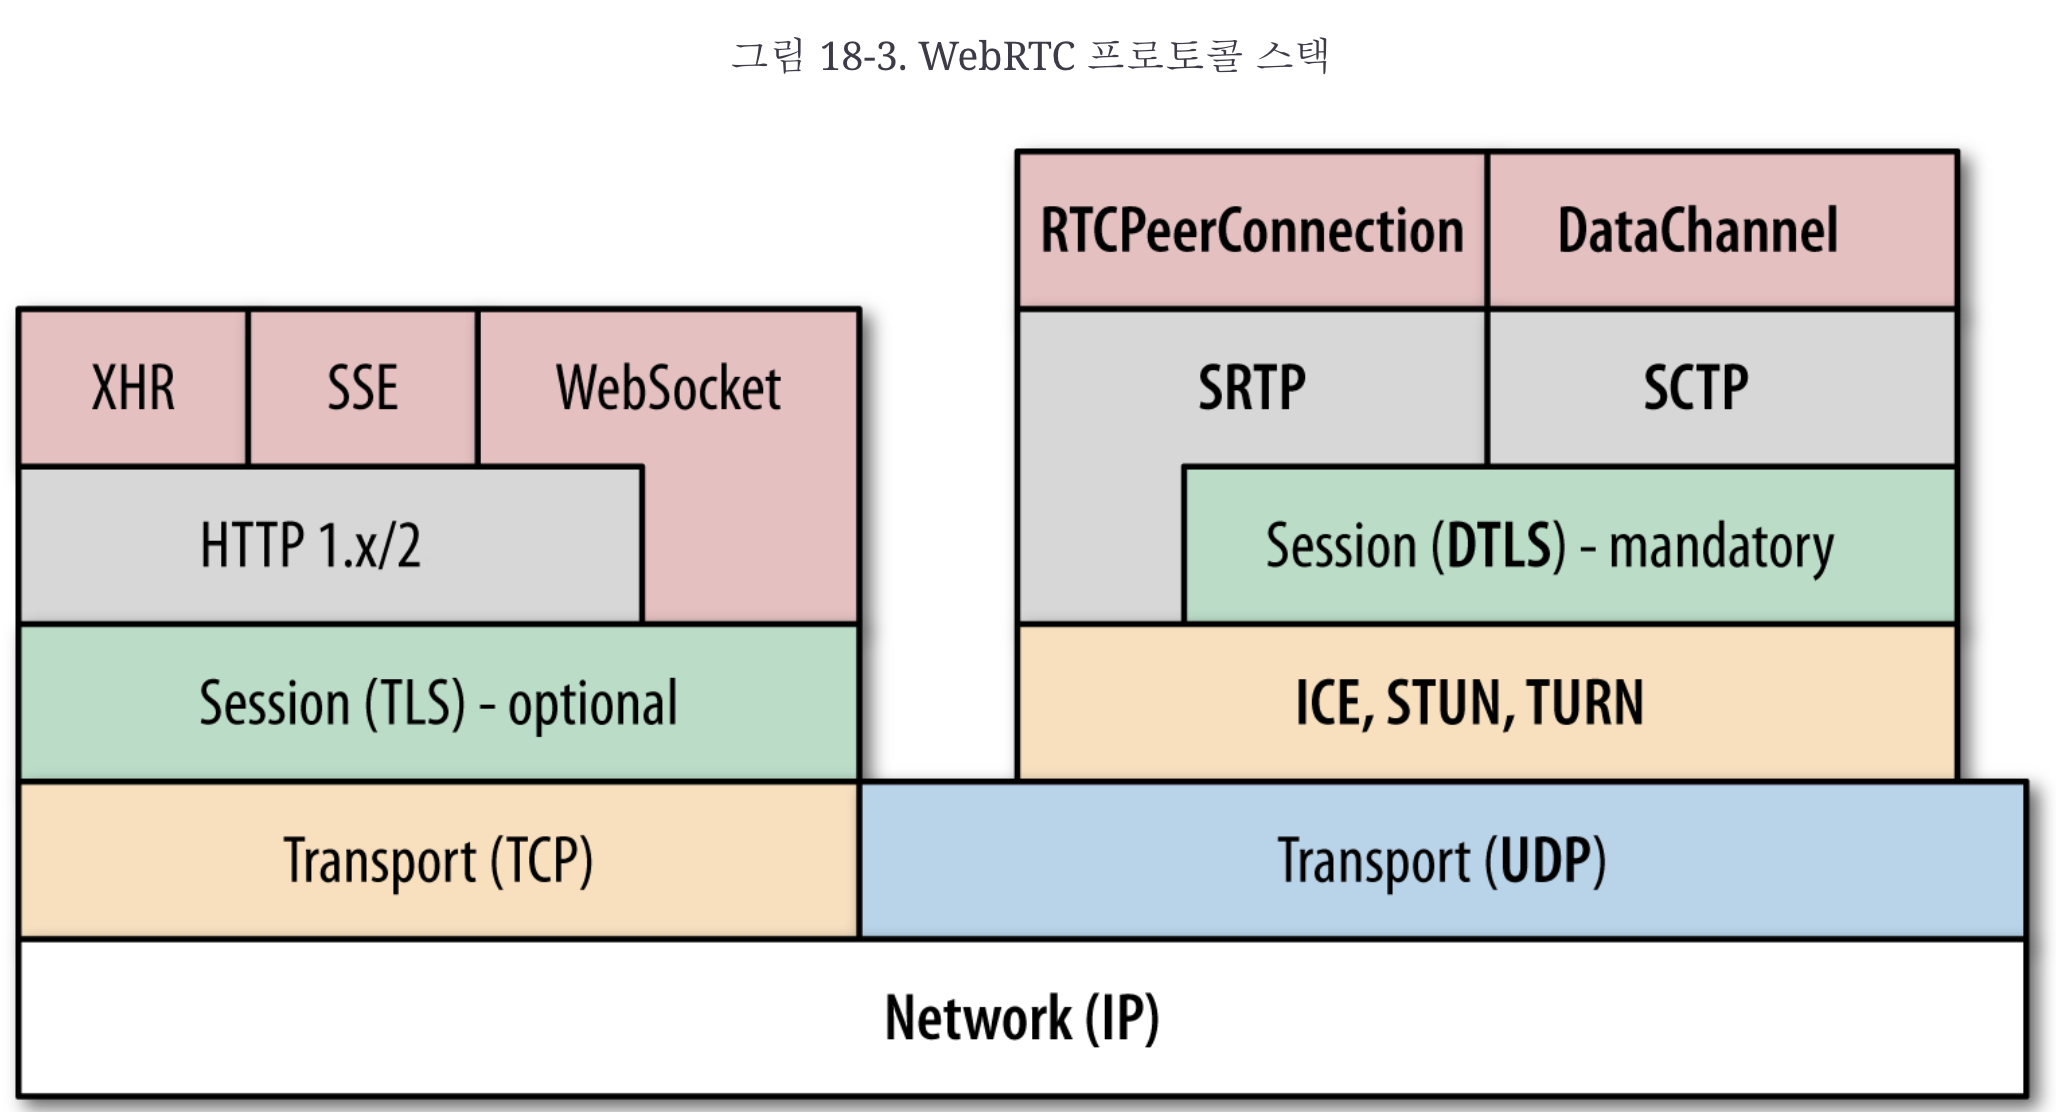 그림 18-3. WebRTC 프로토콜 스택
RTCPeerConnection
DataChannel
XHR
SSE
WebSocket
SRTP
SCTP
HTTP 1.x/2
Session (DTLS) - mandatory
Session (TLS) - optional
ICE, STUN, TURN
Transport (TCP)
Transport (UDP)
Network (IP)